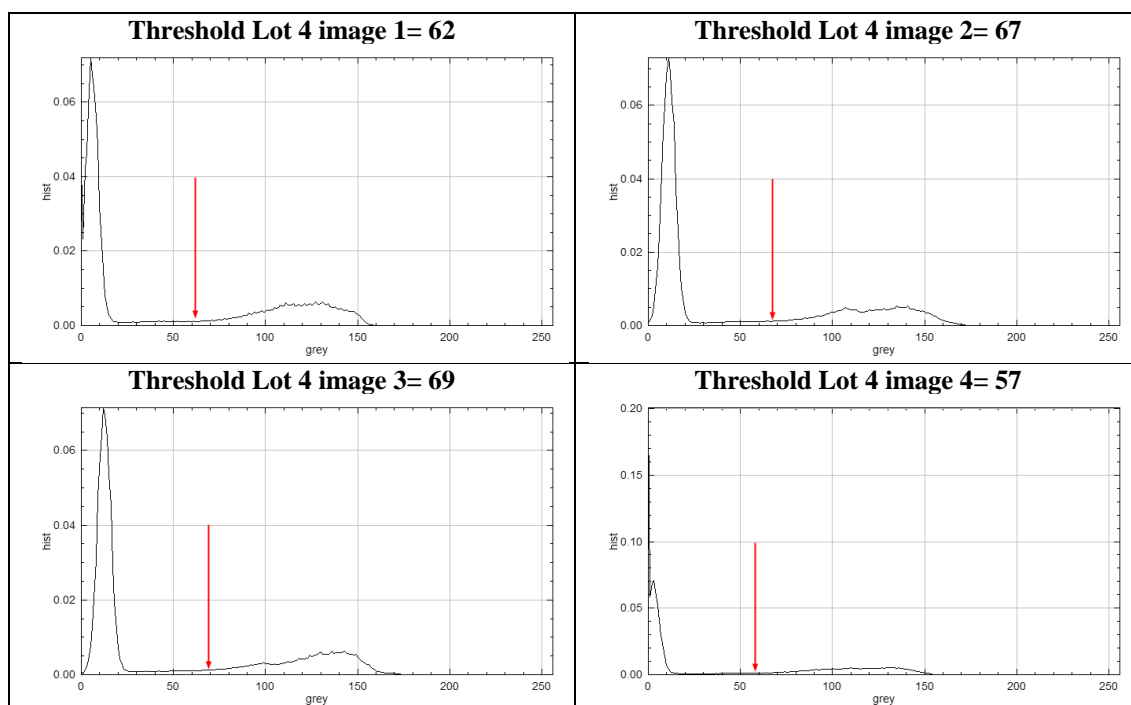 Threshold Lot 4 image 1= 62
hist
0.06
0.04
0.02
0.00
0 50 100 150 200 250
grey
Threshold Lot 4 image 2= 67
hist
0.06
0.04
0.02
0.00
0 50 100 150 200 250
grey
Threshold Lot 4 image 3= 69
hist
0.06
0.04
0.02
0.00
0 50 100 150 200 250
grey
Threshold Lot 4 image 4= 57
hist
0.20
0.15
0.10
0.05
0.00
0 50 100 150 200 250
grey